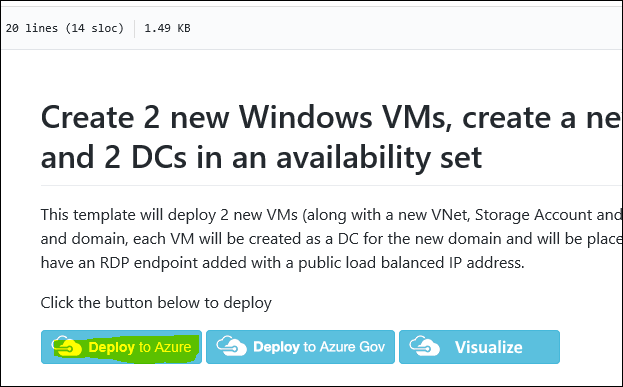 20 lines (14 sloc) 1.49 KB
Create 2 new Windows VMs, create a ne
and 2 DCs in an availability set
This template will deploy 2 new VMs (along with a new VNet, Storage Account and
and domain, each VM will be created as a DC for the new domain and will be place
have an RDP endpoint added with a public load balanced IP address.
Click the button below to deploy
Deploy to Azure Deploy to Azure Gov Visualize